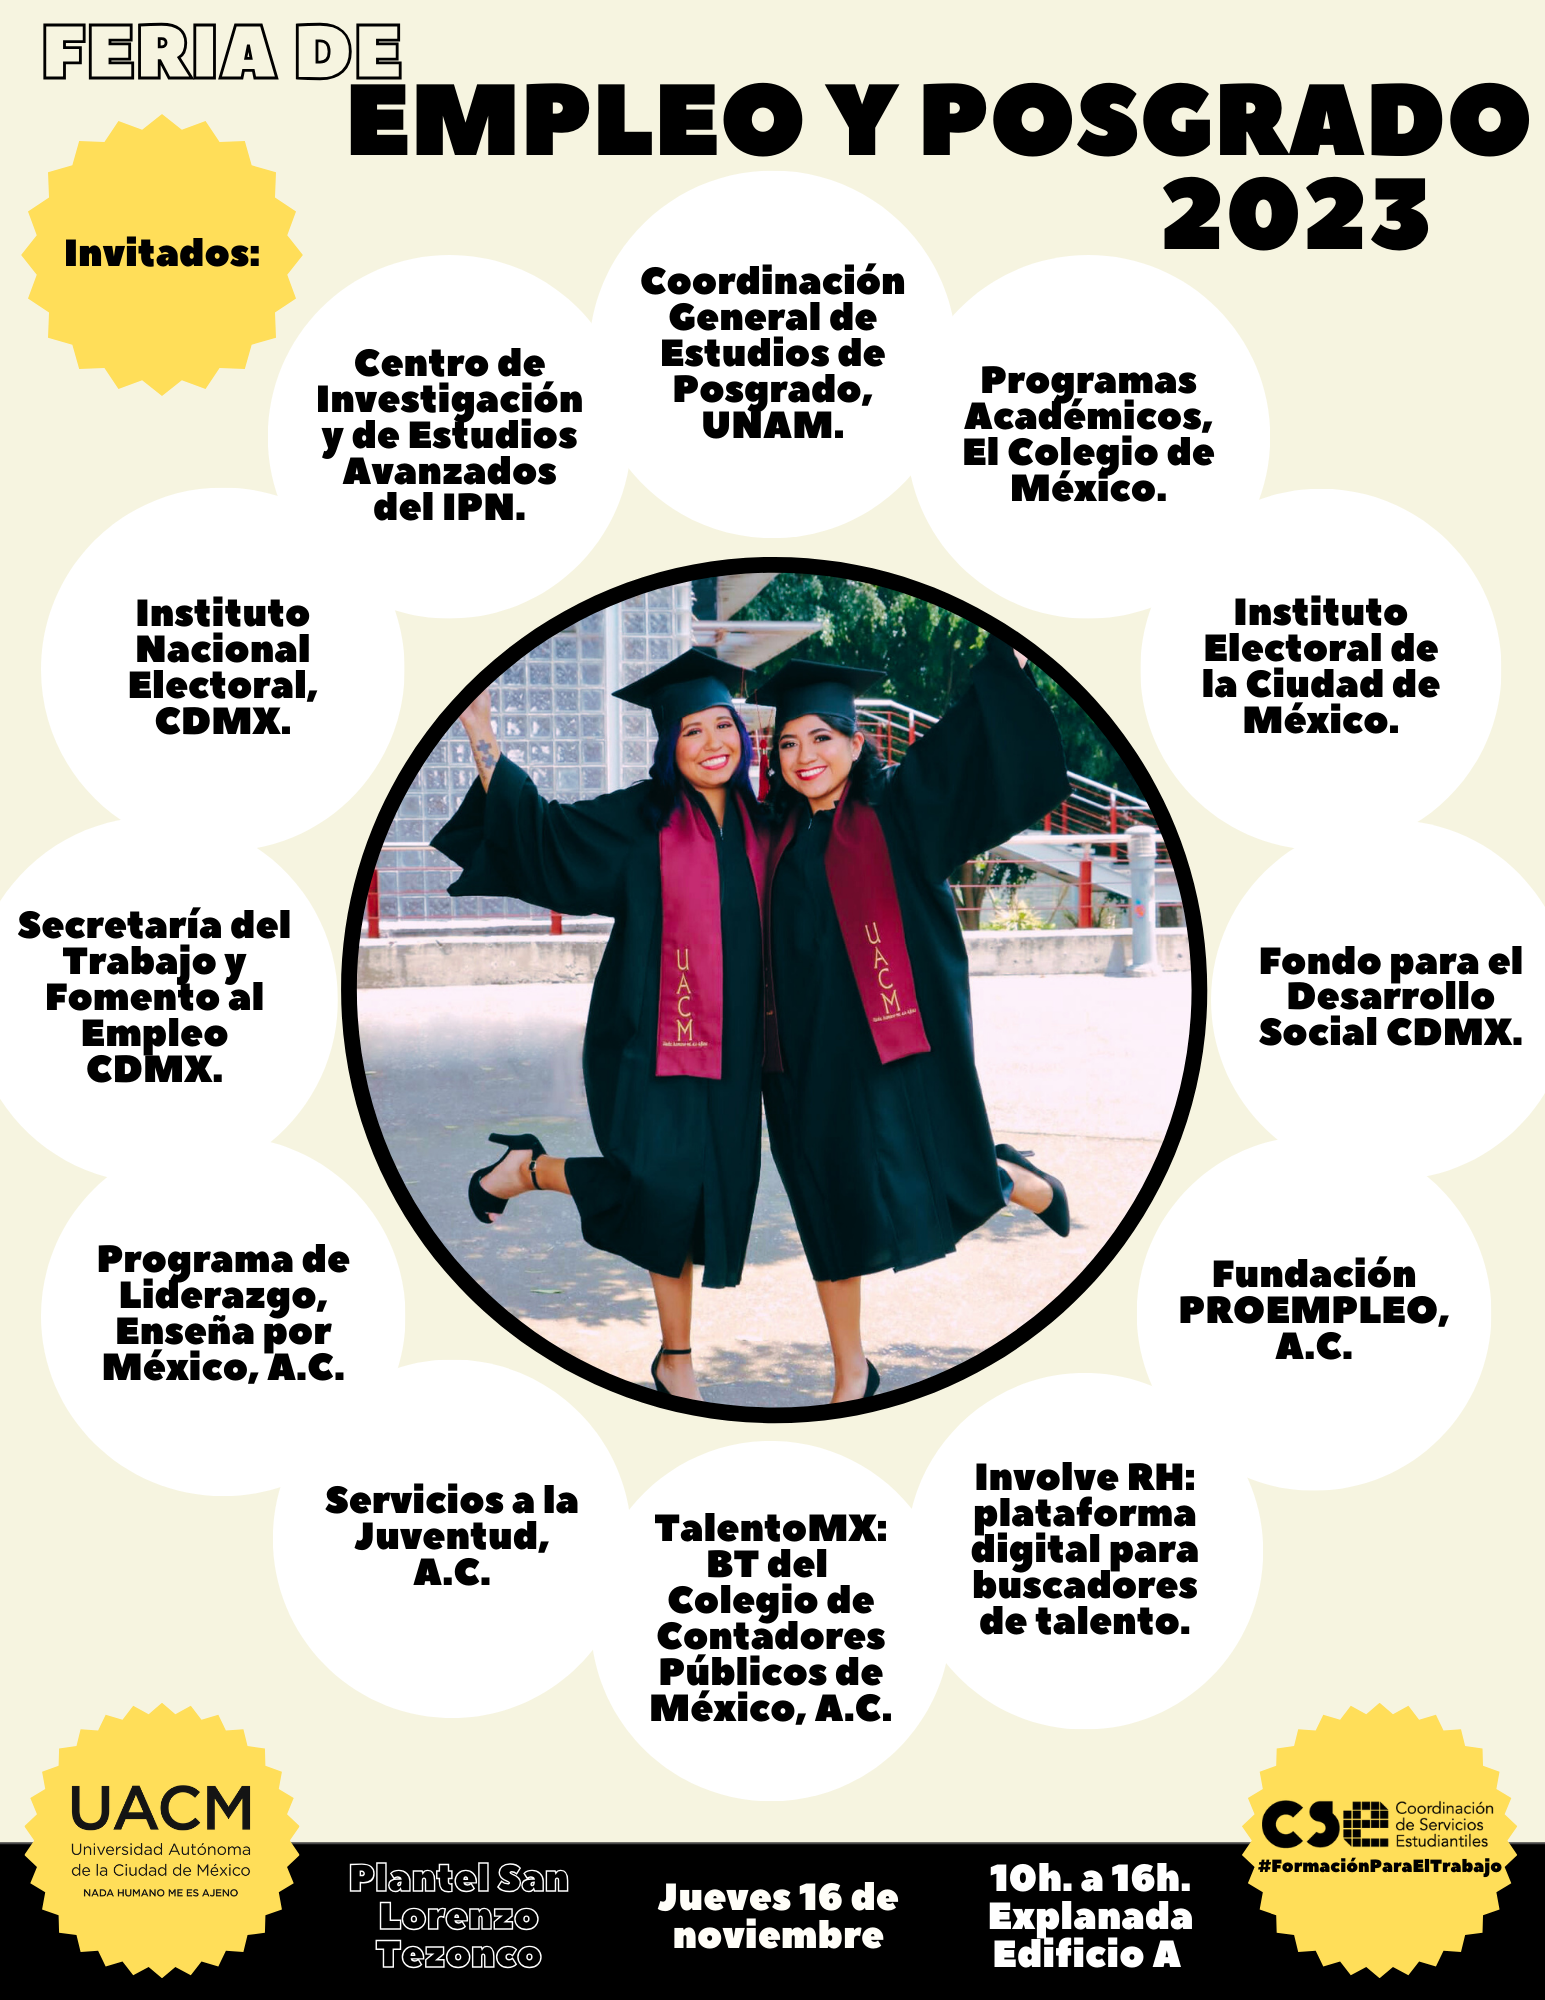 FERIA DE
EMPLEO Y POSGRADO
2023
Invitados:
Coordinación
General de
Estudios de
Posgrado,
UNAM.
Centro de
Investigación
y de Estudios
Avanzados
del IPN.
Programas
Académicos,
El Colegio de
México.
Instituto
Nacional
Electoral,
CDMX.
Instituto
Electoral de
la Ciudad de
México.
Secretaría del
Trabajo y
Fomento al
Empleo
CDMX.
Fondo para el
Desarrollo
Social CDMX.
Programa de
Liderazgo,
Enseña por
México, A.C.
Fundación
PROEMPLEO,
A.C.
Servicios a la
Juventud,
A.C.
TalentoMX:
BT del
Colegio de
Contadores
Públicos de
México, A.C.
Involve RH:
plataforma
digital para
buscadores
de talento.
UACM
UACM
UACM
Universidad Autónoma
de la Ciudad de México
NADA HUMANO ME ES AJENO
Plantel San
Lorenzo
Tezonco
Jueves 16 de
noviembre
10h. a 16h.
Explanada
Edificio A
cse
Coordinación
de Servicios
Estudiantiles
#FormaciónParaElTrabajo